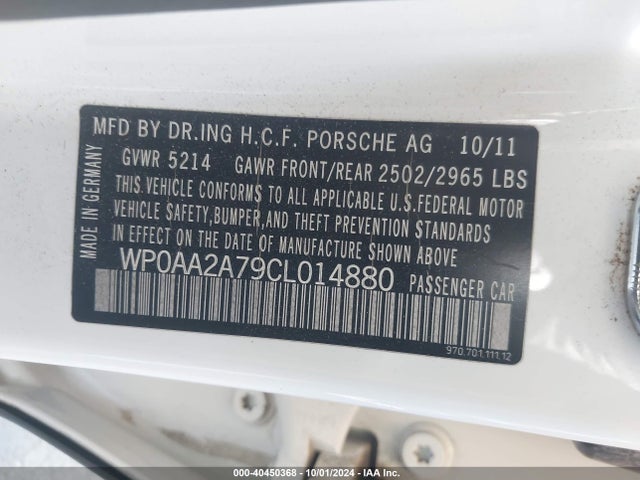 MFD BY DR.ING H.C.F. PORSCHE AG 10/11
GVWR 5214 GAWR FRONT/REAR 2502/2965 LBS
THIS VEHICLE CONFORMS TO ALL APPLICABLE U.S.FEDERAL MOTOR
VEHICLE SAFETY,BUMPER,AND THEFT PREVENTION STANDARDS
IN EFFECT ON THE DATE OF MANUFACTURE SHOWN ABOVE
WP0AA2A79CL014880 PASSENGER CAR
MADE IN GERMANY
970.701.111.12
000-40450368 - 10/01/2024 - IAA Inc.